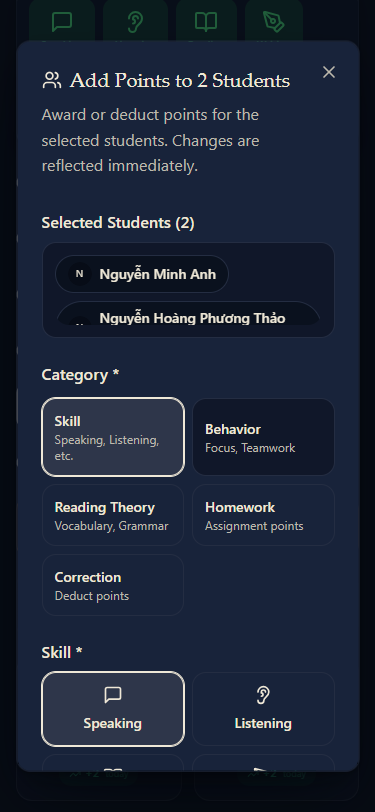 Add Points to 2 Students
Award or deduct points for the
selected students. Changes are
reflected immediately.
Selected Students (2)
N Nguyễn Minh Anh
Nguyễn Hoàng Phương Thảo
Category *
Skill
Speaking, Listening,
etc.
Behavior
Focus, Teamwork
Reading Theory
Vocabulary, Grammar
Homework
Assignment points
Correction
Deduct points
Skill *
Speaking
Listening